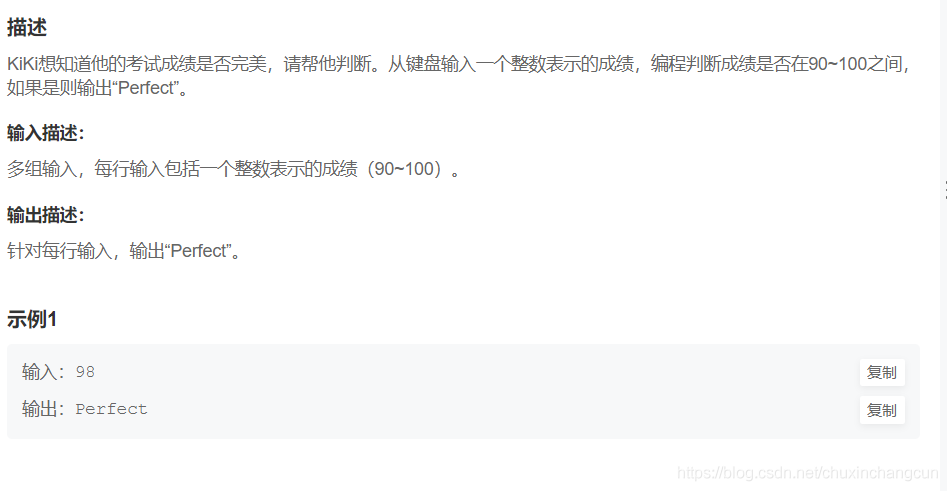 描述
KiKi想知道他的考试成绩是否完美，请帮他判断。从键盘输入一个整数表示的成绩，编程判断成绩是否在90~100之间，
如果是则输出“Perfect”。
输入描述：
多组输入，每行输入包括一个整数表示的成绩（90~100）。
输出描述：
针对每行输入，输出“Perfect”。
示例1
输入：98
复制
输出：Perfect
复制
https://blog.csdn.net/chuxinchangcun